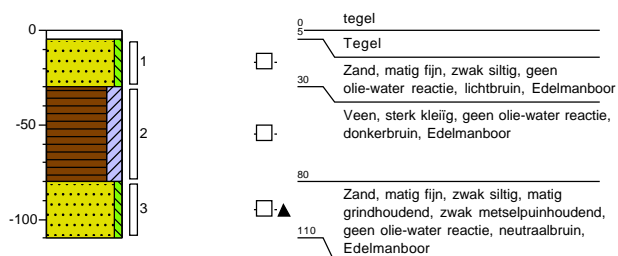 0
-50
-100
1
2
3
0
tegel
5
Tegel
Zand, matig fijn, zwak siltig, geen
olie-water reactie, lichtbruin, Edelmanboor
30
Veen, sterk kleiïg, geen olie-water reactie,
donkerbruin, Edelmanboor
80
Zand, matig fijn, zwak siltig, matig
grindhoudend, zwak metselpuinhoudend,
geen olie-water reactie, neutraalbruin,
Edelmanboor
110